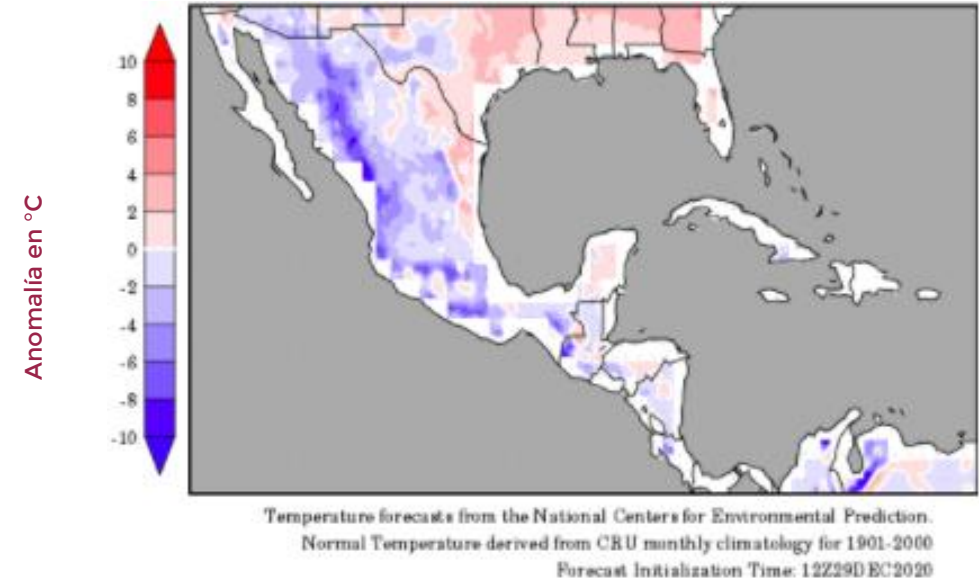 Anomalía en °C
10
8
6
4
2
0
-2
-4
-6
-8
-10
Temperature forecasts from the National Centers for Environmental Prediction.
Normal Temperature derived from CRU monthly climatology for 1901-2000
Forecast Initialization Time: 12Z29DEC2020